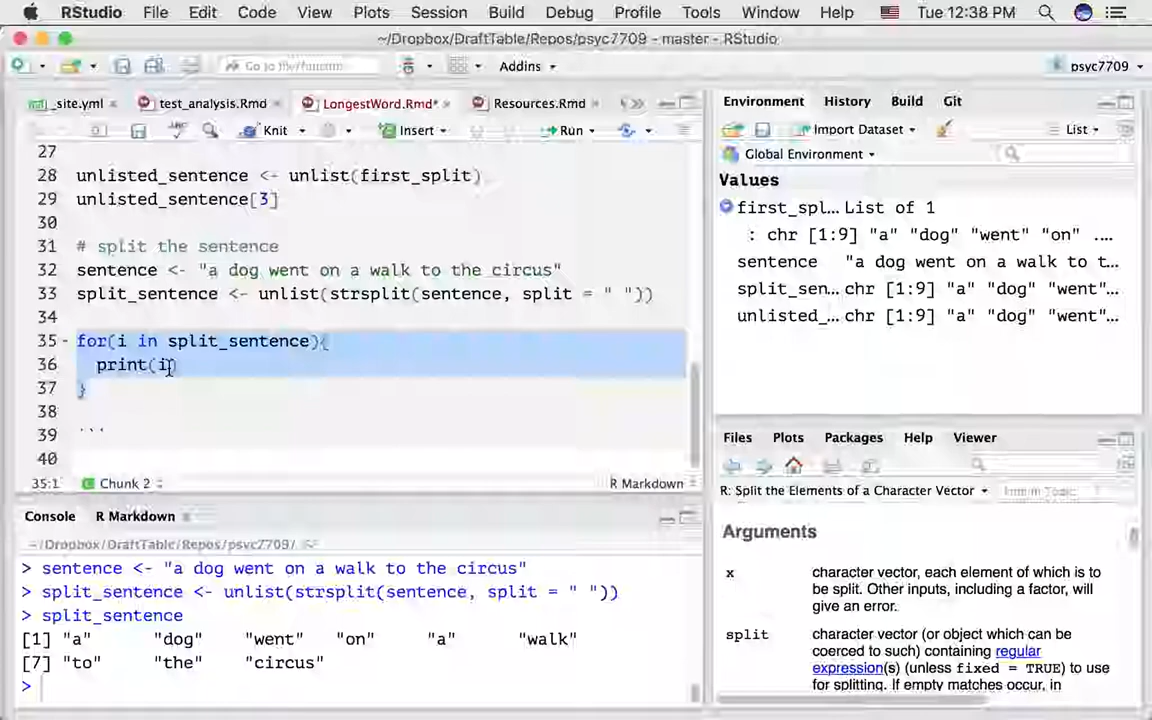 RStudio File Edit Code View Plots Session Build Debug Profile Tools Window Help Tue 12:38 PM
~/Dropbox/DraftTable/Repos/psyc7709 - master - RStudio
Go to file/function Addins psyc7709
_site.yml test_analysis.Rmd LongestWord.Rmd* Resources.Rmd
Knit Insert Run
27
28 unlisted_sentence <- unlist(first_split)
29 unlisted_sentence[3]
30
31 # split the sentence
32 sentence <- "a dog went on a walk to the circus"
33 split_sentence <- unlist(strsplit(sentence, split = " "))
34
35 for(i in split_sentence){
36 print(i)
37 }
38
39 ```
40
35:1 Chunk 2 R Markdown
Console R Markdown
~/Dropbox/DraftTable/Repos/psyc7709/
> sentence <- "a dog went on a walk to the circus"
> split_sentence <- unlist(strsplit(sentence, split = " "))
> split_sentence
[1] "a" "dog" "went" "on" "a" "walk"
[7] "to" "the" "circus"
>
Environment History Build Git
Import Dataset List
Global Environment
Values
first_spl... List of 1
: chr [1:9] "a" "dog" "went" "on" ....
sentence "a dog went on a walk to t...
split_sen... chr [1:9] "a" "dog" "went"...
unlisted_... chr [1:9] "a" "dog" "went"...
Files Plots Packages Help Viewer
R: Split the Elements of a Character Vector Find in Topic
Arguments
x character vector, each element of which is to
be split. Other inputs, including a factor, will
give an error.
split character vector (or object which can be
coerced to such) containing regular
expression(s) (unless fixed = TRUE) to use
for splitting. If empty matches occur, in